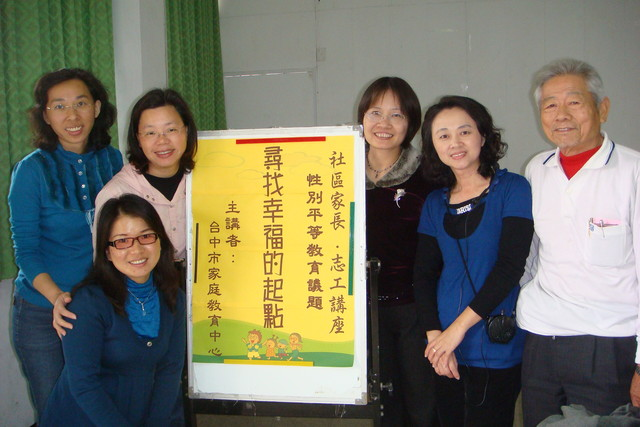 社區家長．志工講座
性別平等教育議題
尋找幸福的起點
主講者：
台中市家庭教育中心